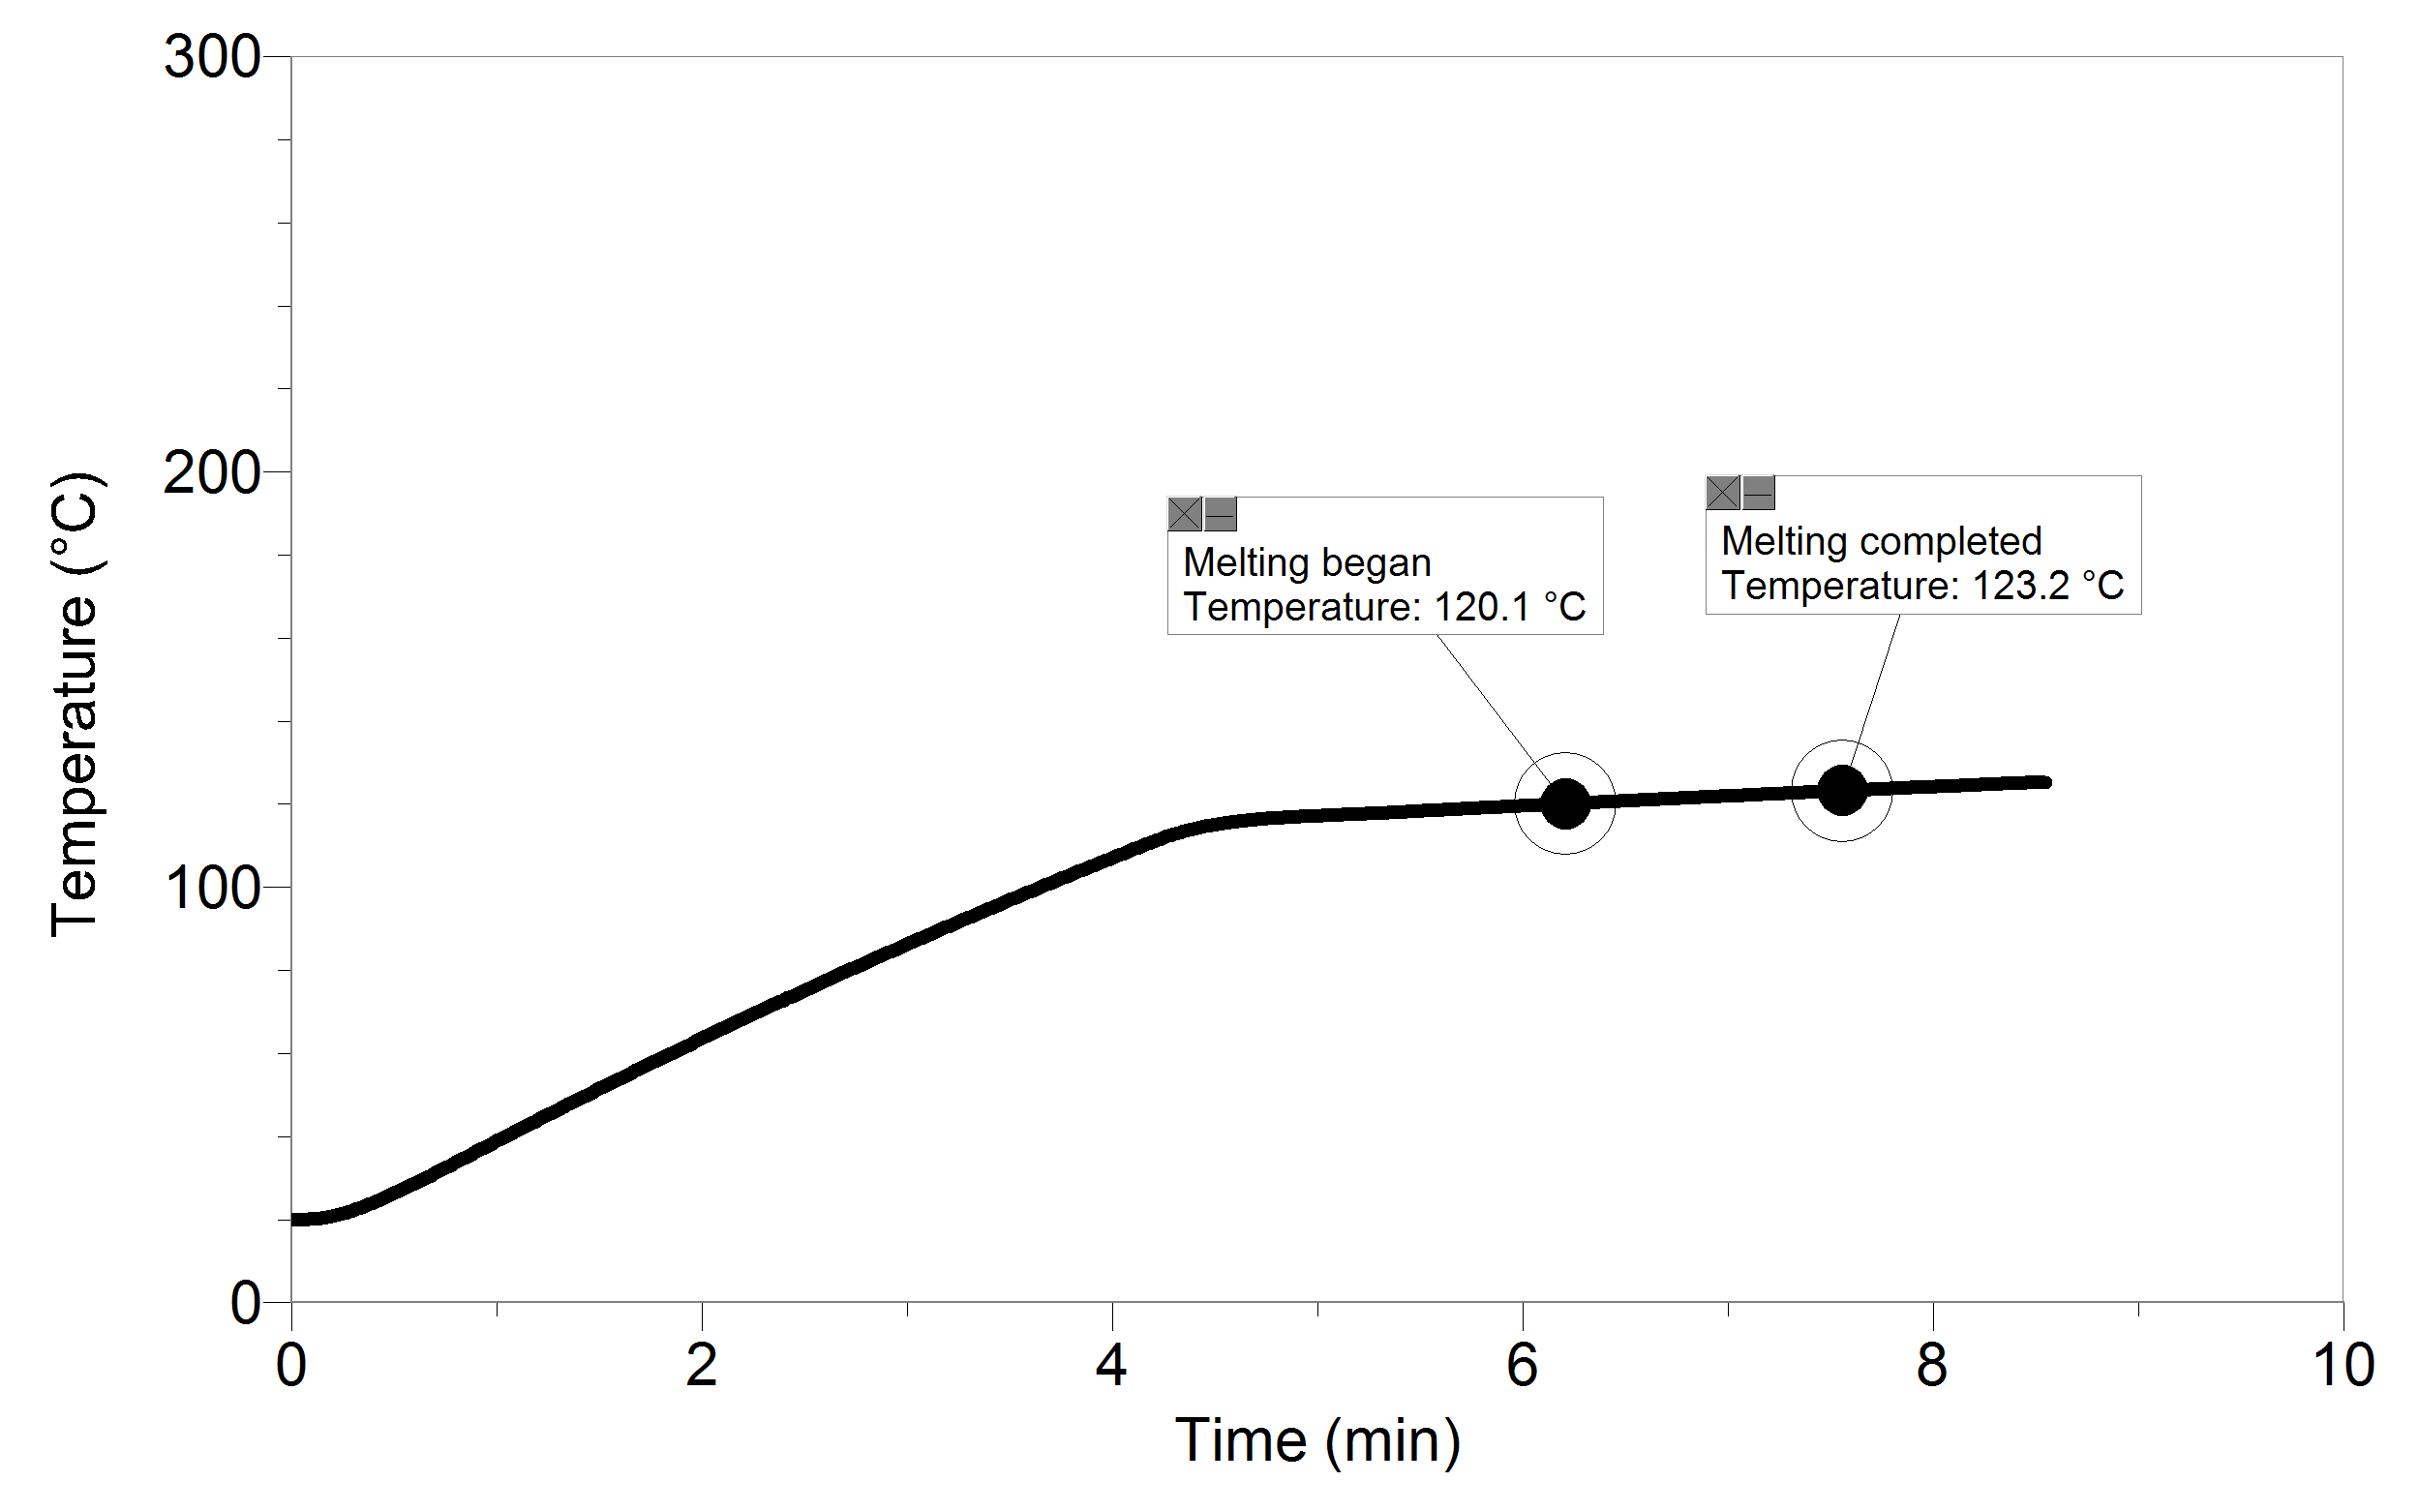 300
200
100
0
Temperature (°C)
Melting began
Temperature: 120.1 °C
Melting completed
Temperature: 123.2 °C
0 2 4 6 8 10
Time (min)